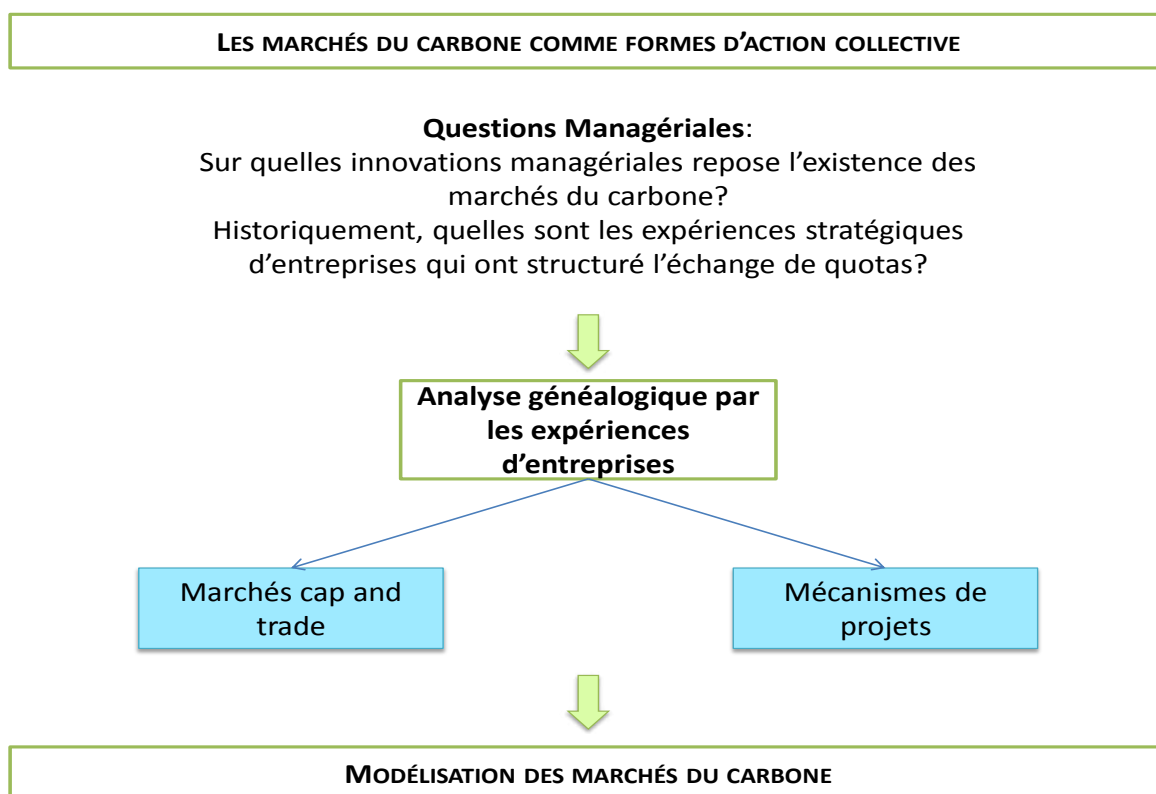 LES MARCHÉS DU CARBONE COMME FORMES D’ACTION COLLECTIVE
Questions Managériales:
Sur quelles innovations managériales repose l’existence des
marchés du carbone?
Historiquement, quelles sont les expériences stratégiques
d’entreprises qui ont structuré l’échange de quotas?
Analyse généalogique par
les expériences
d’entreprises
Marchés cap and
trade
Mécanismes de
projets
MODÉLISATION DES MARCHÉS DU CARBONE